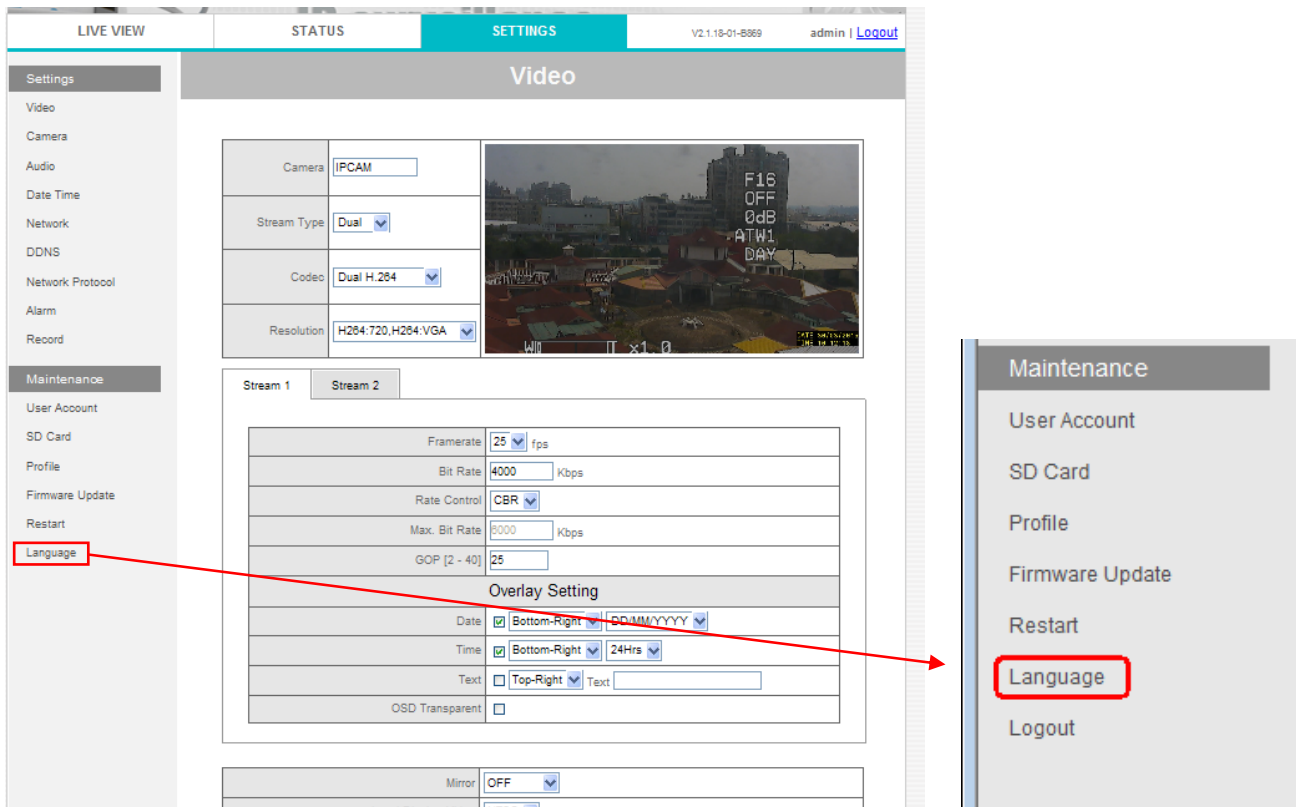 LIVE VIEW STATUS SETTINGS V2.1.18-01-B869 admin | Logout
Settings
Video
Camera
Audio
Date Time
Network
DDNS
Network Protocol
Alarm
Record
Maintenance
User Account
SD Card
Profile
Firmware Update
Restart
Language
Video
Camera IPCAM
Stream Type Dual
Codec Dual H.264
Resolution H264:720,H264:VGA
F16
OFF
0dB
ATW1
DAY
x1.0
Stream 1 Stream 2
Framerate 25 fps
Bit Rate 4000 Kbps
Rate Control CBR
Max. Bit Rate 6000 Kbps
GOP [2 - 40] 25
Overlay Setting
Date Bottom-Right DD/MM/YYYY
Time Bottom-Right 24Hrs
Text Top-Right Text
OSD Transparent
Mirror OFF
Maintenance
User Account
SD Card
Profile
Firmware Update
Restart
Language
Logout